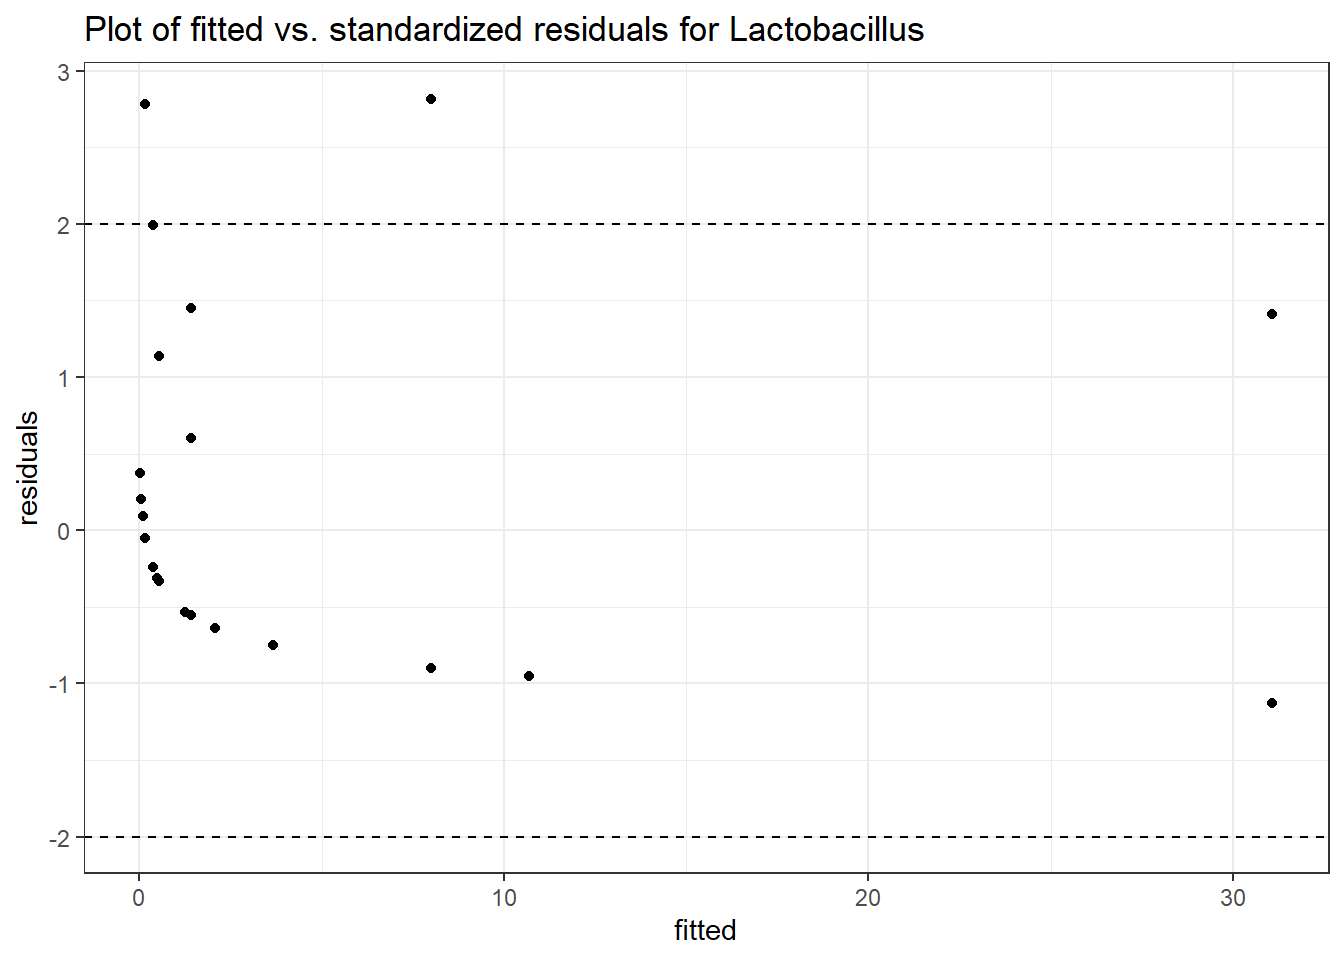 Plot of fitted vs. standardized residuals for Lactobacillus
3
2
1
0
-1
-2
residuals
0 10 20 30
fitted